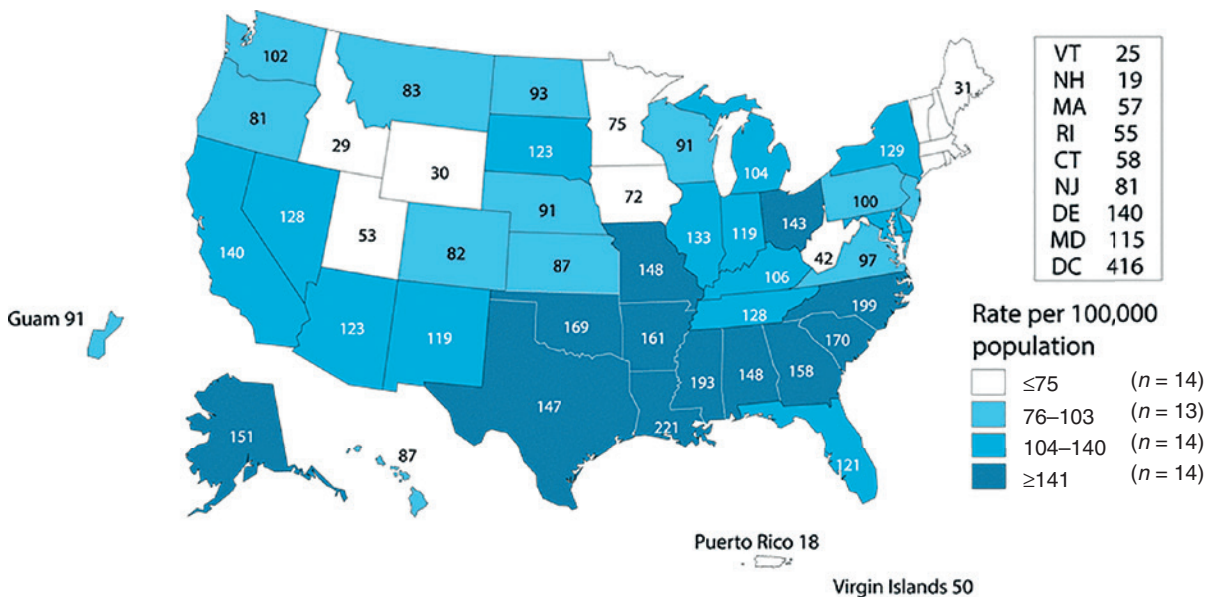 102
83
93
75
31
81
29
30
123
91
104
129
128
53
82
91
72
133
119
143
100
140
87
148
106
42
97
123
119
169
161
128
199
170
147
193
148
158
221
121
151
87
Guam 91
Puerto Rico 18
Virgin Islands 50
VT 25
NH 19
MA 57
RI 55
CT 58
NJ 81
DE 140
MD 115
DC 416
Rate per 100,000
population
≤75 (n = 14)
76–103 (n = 13)
104–140 (n = 14)
≥141 (n = 14)